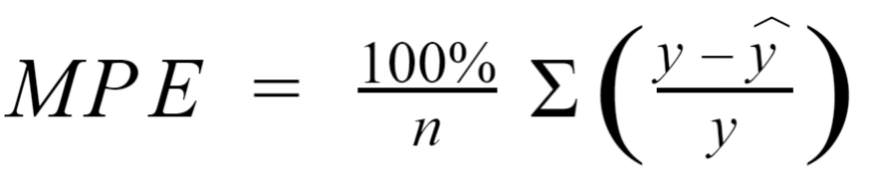 MPE = 100%/n Σ ( (y − ŷ)/y )